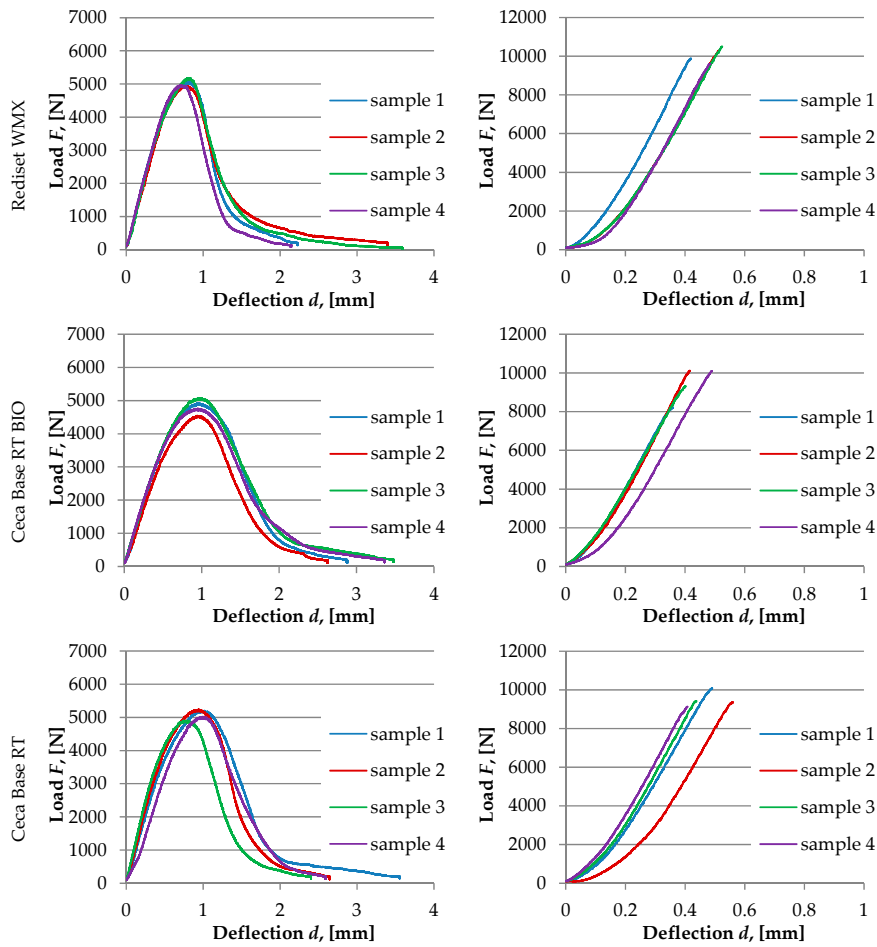 Rediset WMX
Load F, [N]
7000
6000
5000
4000
3000
2000
1000
0
0 1 2 3 4
Deflection d, [mm]
sample 1
sample 2
sample 3
sample 4
Load F, [N]
12000
10000
8000
6000
4000
2000
0
0 0.2 0.4 0.6 0.8 1
Deflection d, [mm]
sample 1
sample 2
sample 3
sample 4
Ceca Base RT BIO
Load F, [N]
7000
6000
5000
4000
3000
2000
1000
0
0 1 2 3 4
Deflection d, [mm]
sample 1
sample 2
sample 3
sample 4
Load F, [N]
12000
10000
8000
6000
4000
2000
0
0 0.2 0.4 0.6 0.8 1
Deflection d, [mm]
sample 1
sample 2
sample 3
sample 4
Ceca Base RT
Load F, [N]
7000
6000
5000
4000
3000
2000
1000
0
0 1 2 3 4
Deflection d, [mm]
sample 1
sample 2
sample 3
sample 4
Load F, [N]
12000
10000
8000
6000
4000
2000
0
0 0.2 0.4 0.6 0.8 1
Deflection d, [mm]
sample 1
sample 2
sample 3
sample 4